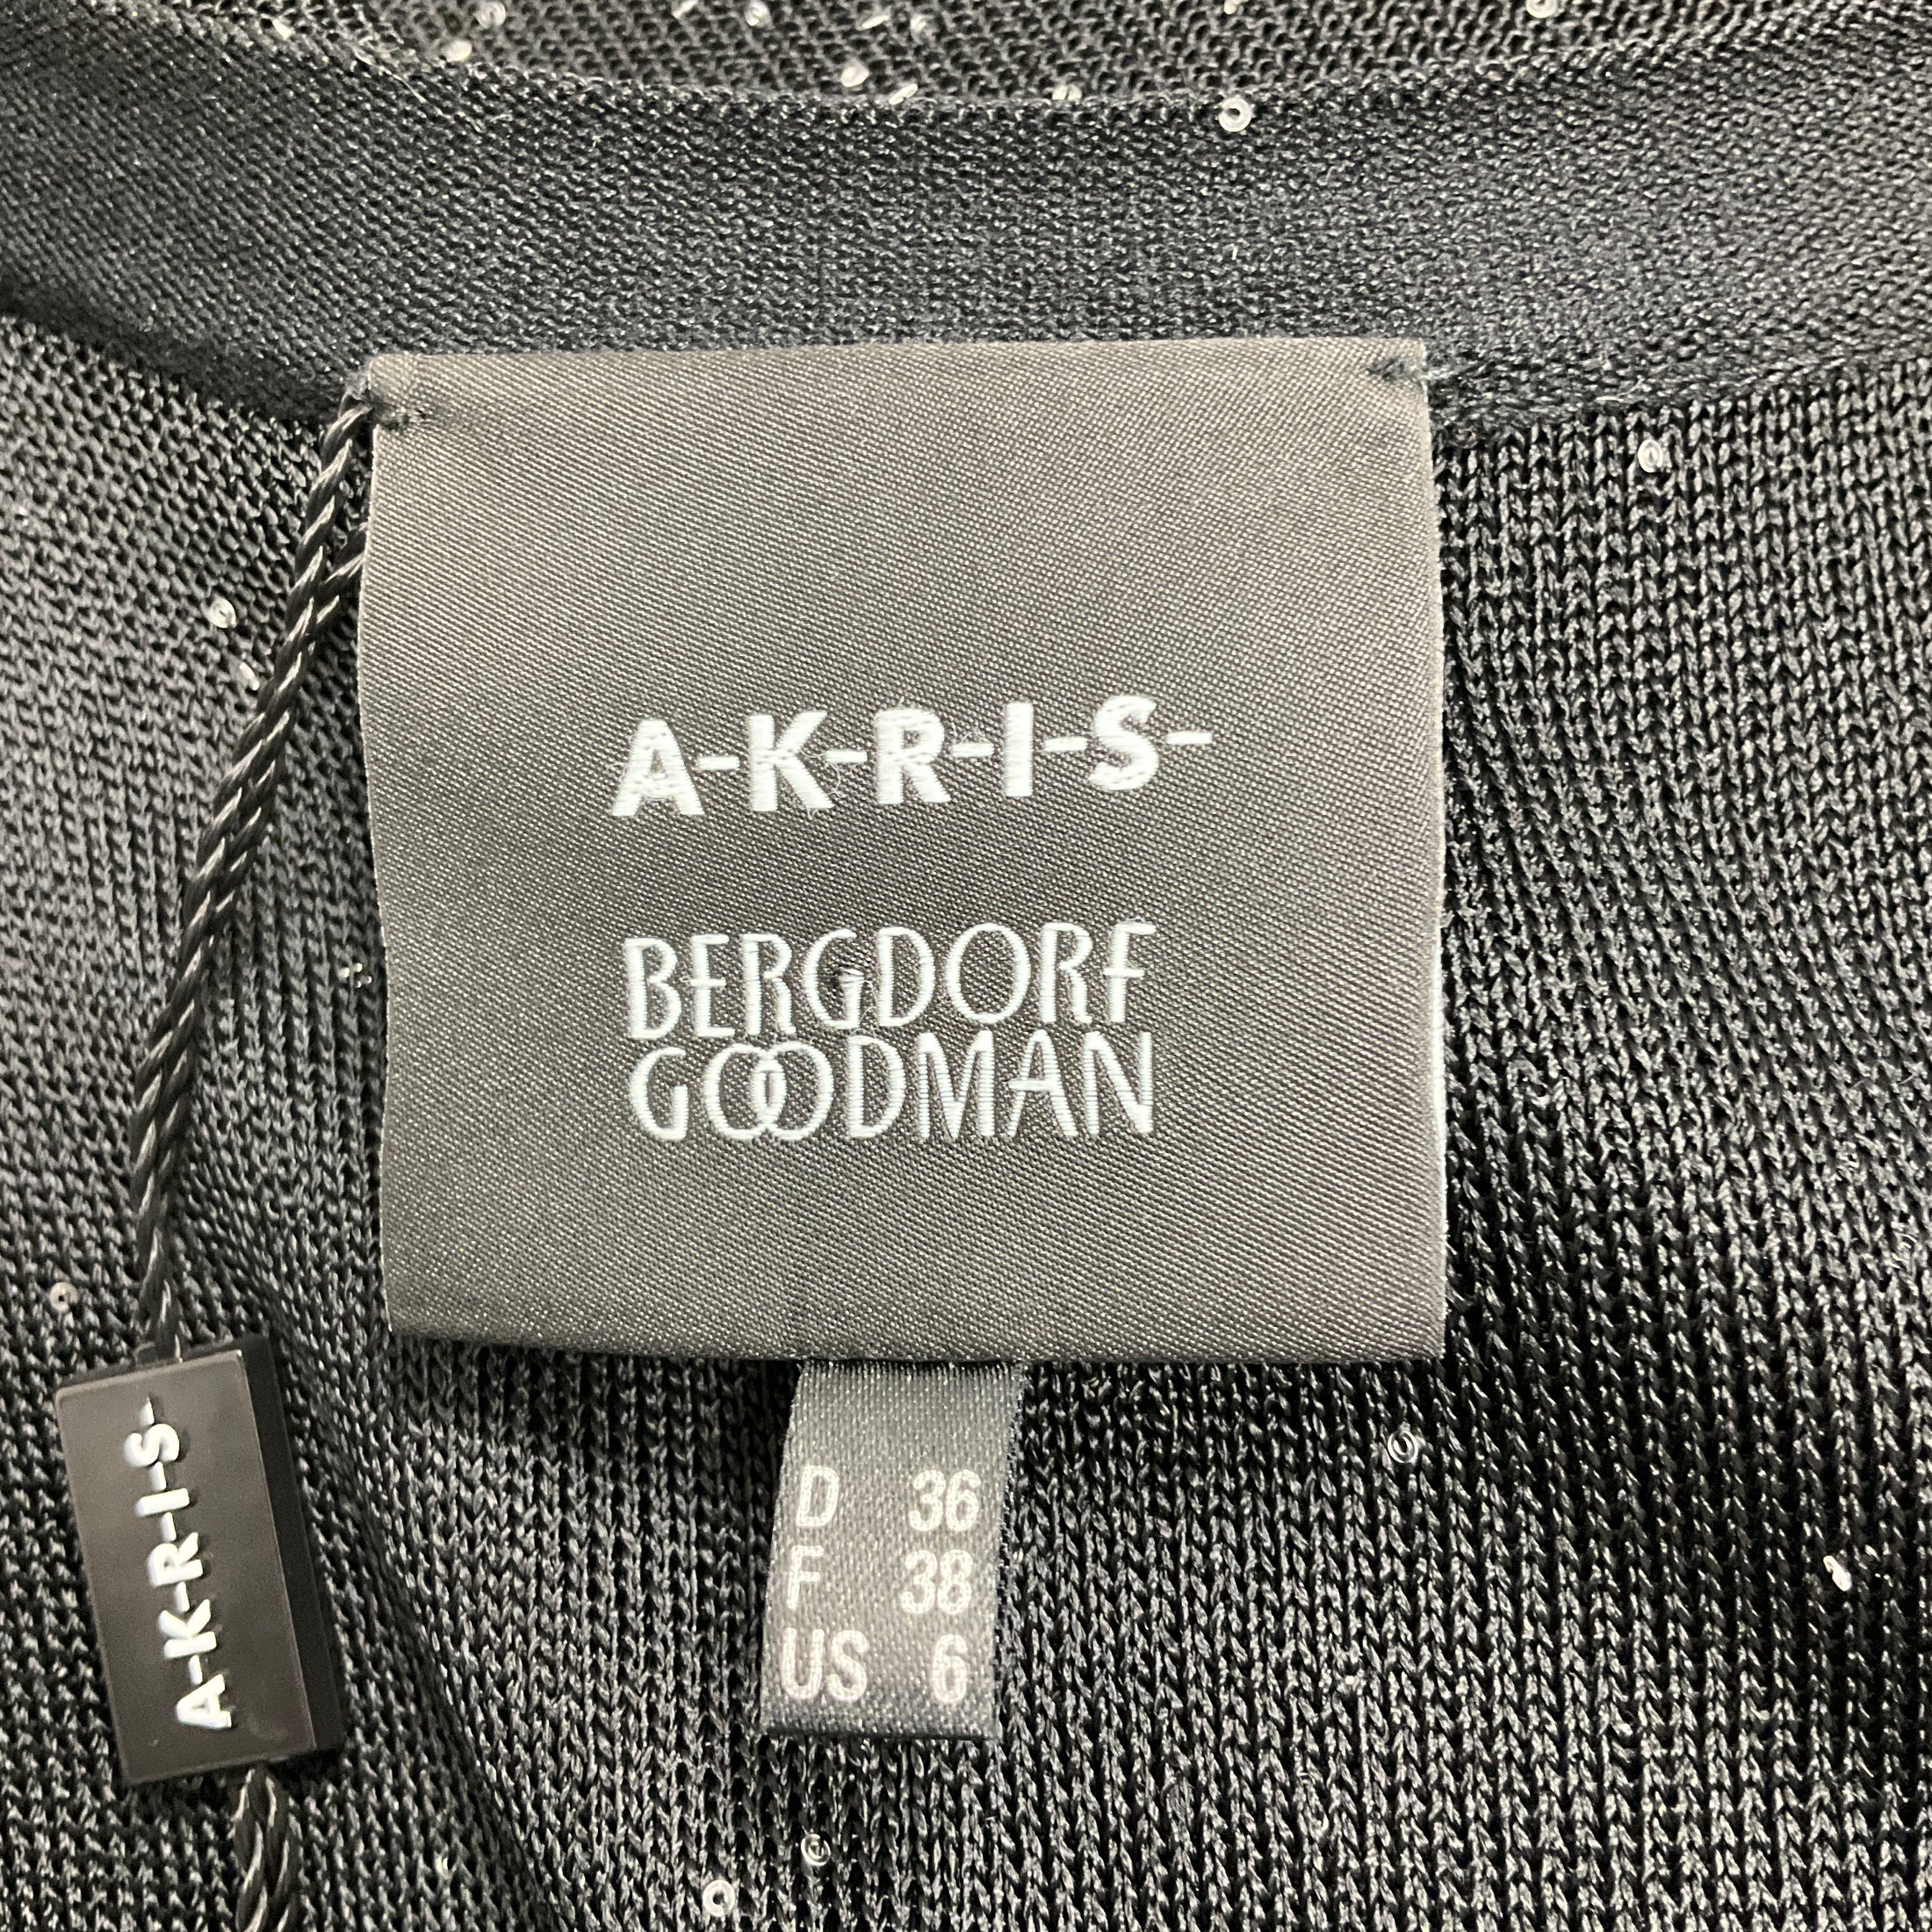 A-K-R-I-S-
BERGDORF
GOODMAN
D 36
F 38
US 6
A-K-R-I-S-